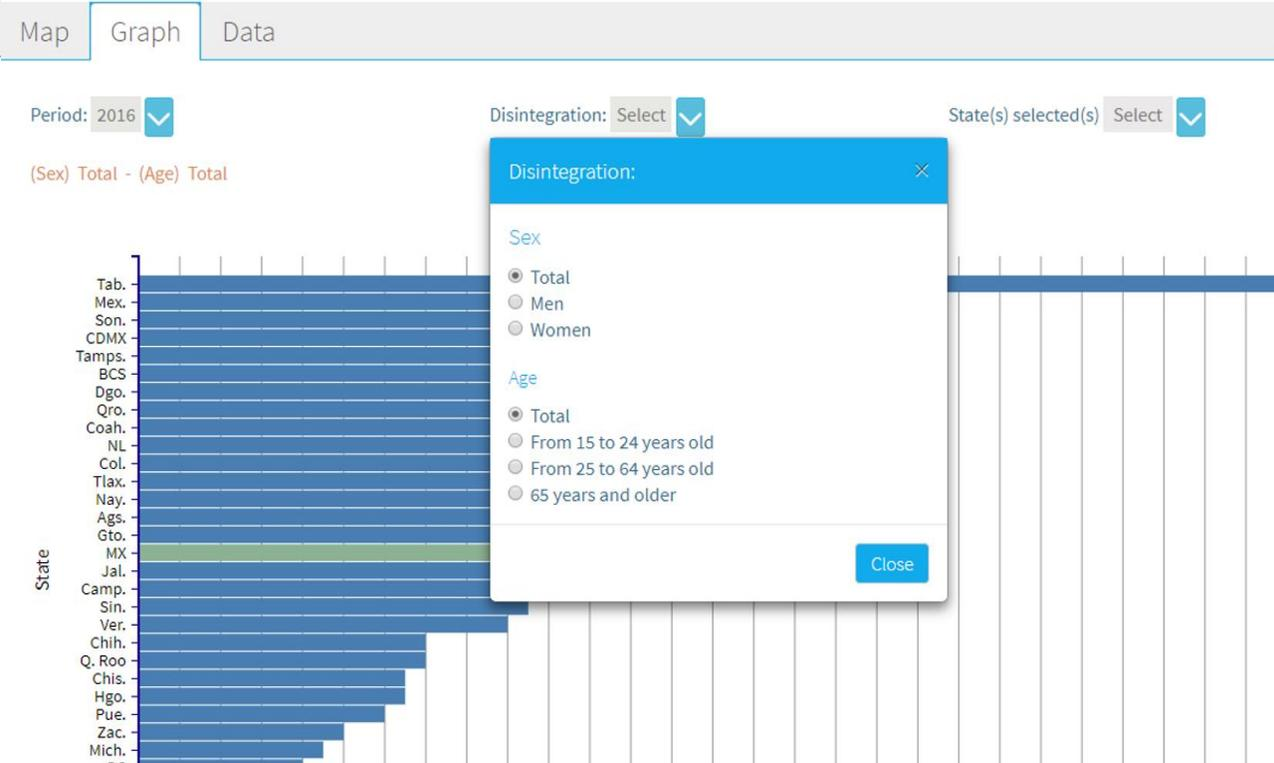 Map Graph Data
Period: 2016 Disintegration: Select State(s) selected(s) Select
(Sex) Total - (Age) Total
Disintegration: ×
Sex
Total
Men
Women
Age
Total
From 15 to 24 years old
From 25 to 64 years old
65 years and older
Close
State
Tab.
Mex.
Son.
CDMX
Tamps.
BCS
Dgo.
Qro.
Coah.
NL
Col.
Tlax.
Nay.
Ags.
Gto.
MX
Jal.
Camp.
Sin.
Ver.
Chih.
Q. Roo
Chis.
Hgo.
Pue.
Zac.
Mich.